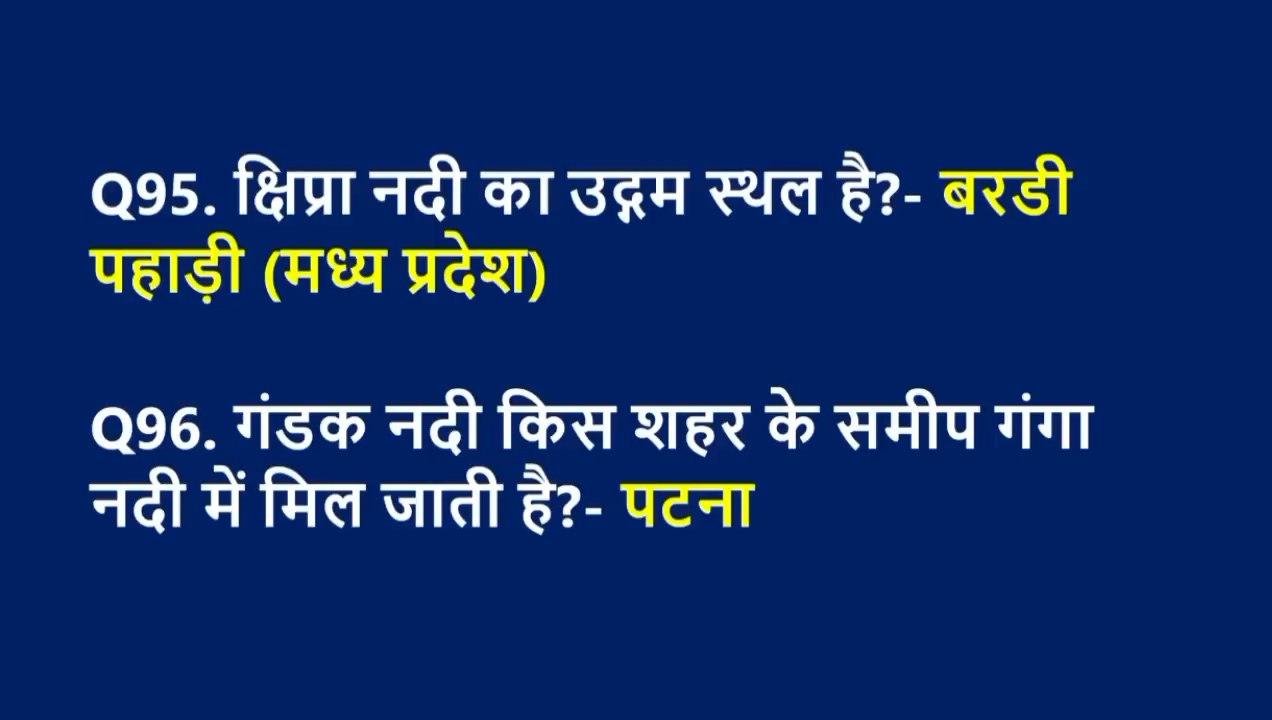 Q95. क्षिप्रा नदी का उद्गम स्थल है?- बरडी
पहाड़ी (मध्य प्रदेश)
Q96. गंडक नदी किस शहर के समीप गंगा
नदी में मिल जाती है?- पटना